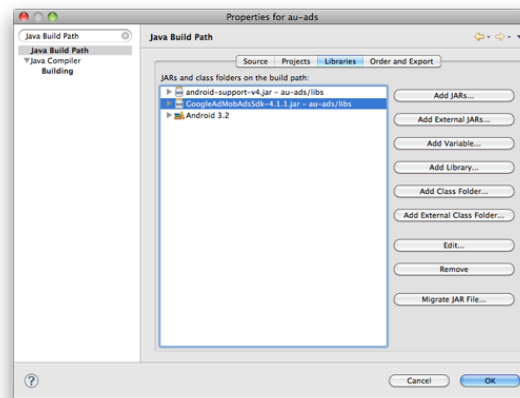 Properties for au-ads
Java Build Path
Java Build Path
Java Compiler
Building
Java Build Path
Source Projects Libraries Order and Export
JARs and class folders on the build path:
android-support-v4.jar - au-ads/libs
GoogleAdMobAdsSdk-4.1.1.jar - au-ads/libs
Android 3.2
Add JARs...
Add External JARs...
Add Variable...
Add Library...
Add Class Folder...
Add External Class Folder...
Edit...
Remove
Migrate JAR File...
?
Cancel OK